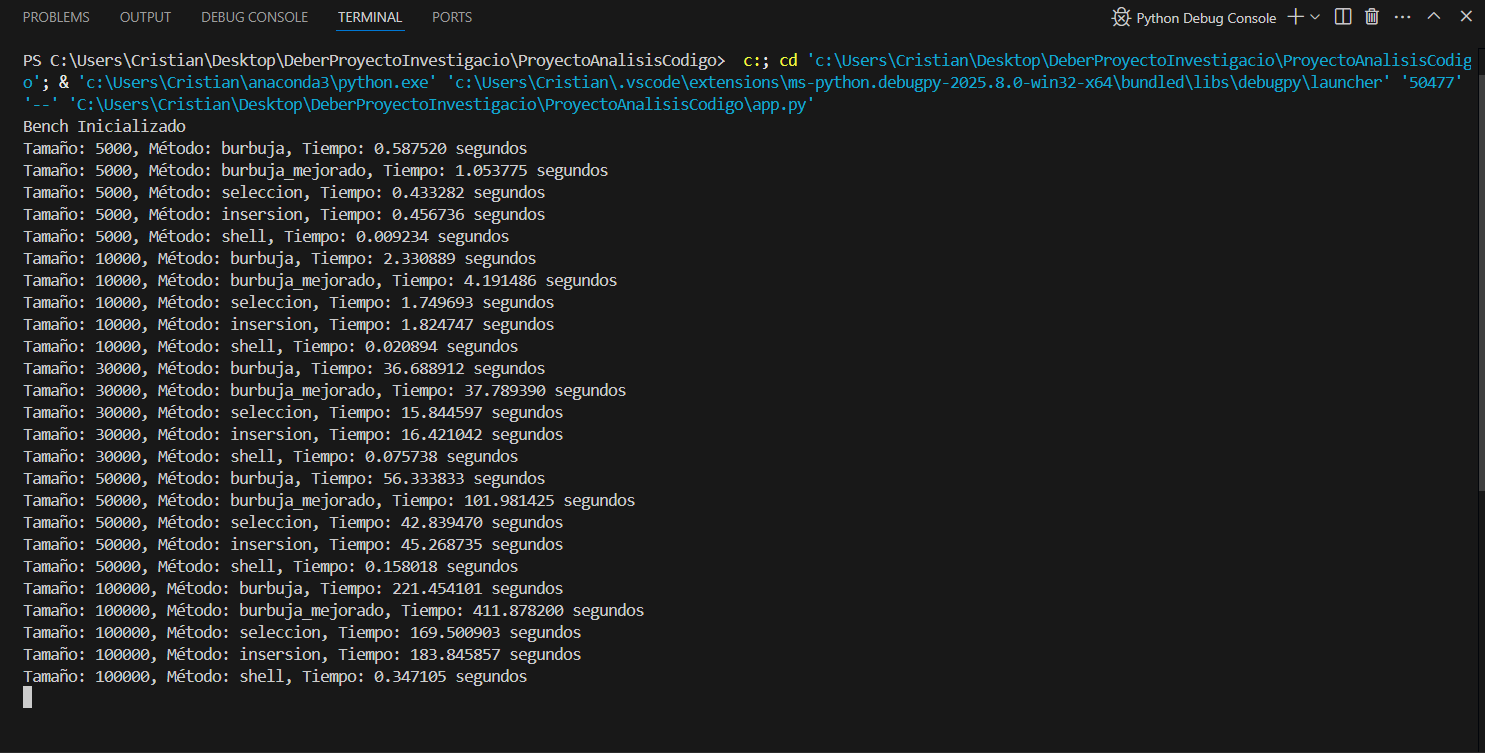 PROBLEMS OUTPUT DEBUG CONSOLE TERMINAL PORTS Python Debug Console
PS C:\Users\Cristian\Desktop\DeberProyectoInvestigacio\ProyectoAnalisisCodigo>  c:; cd 'c:\Users\Cristian\Desktop\DeberProyectoInvestigacio\ProyectoAnalisisCodig
o'; & 'c:\Users\Cristian\anaconda3\python.exe' 'c:\Users\Cristian\.vscode\extensions\ms-python.debugpy-2025.8.0-win32-x64\bundled\libs\debugpy\launcher' '50477'
'--' 'C:\Users\Cristian\Desktop\DeberProyectoInvestigacio\ProyectoAnalisisCodigo\app.py'
Bench Inicializado
Tamaño: 5000, Método: burbuja, Tiempo: 0.587520 segundos
Tamaño: 5000, Método: burbuja_mejorado, Tiempo: 1.053775 segundos
Tamaño: 5000, Método: seleccion, Tiempo: 0.433282 segundos
Tamaño: 5000, Método: insersion, Tiempo: 0.456736 segundos
Tamaño: 5000, Método: shell, Tiempo: 0.009234 segundos
Tamaño: 10000, Método: burbuja, Tiempo: 2.330889 segundos
Tamaño: 10000, Método: burbuja_mejorado, Tiempo: 4.191486 segundos
Tamaño: 10000, Método: seleccion, Tiempo: 1.749693 segundos
Tamaño: 10000, Método: insersion, Tiempo: 1.824747 segundos
Tamaño: 10000, Método: shell, Tiempo: 0.020894 segundos
Tamaño: 30000, Método: burbuja, Tiempo: 36.688912 segundos
Tamaño: 30000, Método: burbuja_mejorado, Tiempo: 37.789390 segundos
Tamaño: 30000, Método: seleccion, Tiempo: 15.844597 segundos
Tamaño: 30000, Método: insersion, Tiempo: 16.421042 segundos
Tamaño: 30000, Método: shell, Tiempo: 0.075738 segundos
Tamaño: 50000, Método: burbuja, Tiempo: 56.333833 segundos
Tamaño: 50000, Método: burbuja_mejorado, Tiempo: 101.981425 segundos
Tamaño: 50000, Método: seleccion, Tiempo: 42.839470 segundos
Tamaño: 50000, Método: insersion, Tiempo: 45.268735 segundos
Tamaño: 50000, Método: shell, Tiempo: 0.158018 segundos
Tamaño: 100000, Método: burbuja, Tiempo: 221.454101 segundos
Tamaño: 100000, Método: burbuja_mejorado, Tiempo: 411.878200 segundos
Tamaño: 100000, Método: seleccion, Tiempo: 169.500903 segundos
Tamaño: 100000, Método: insersion, Tiempo: 183.845857 segundos
Tamaño: 100000, Método: shell, Tiempo: 0.347105 segundos